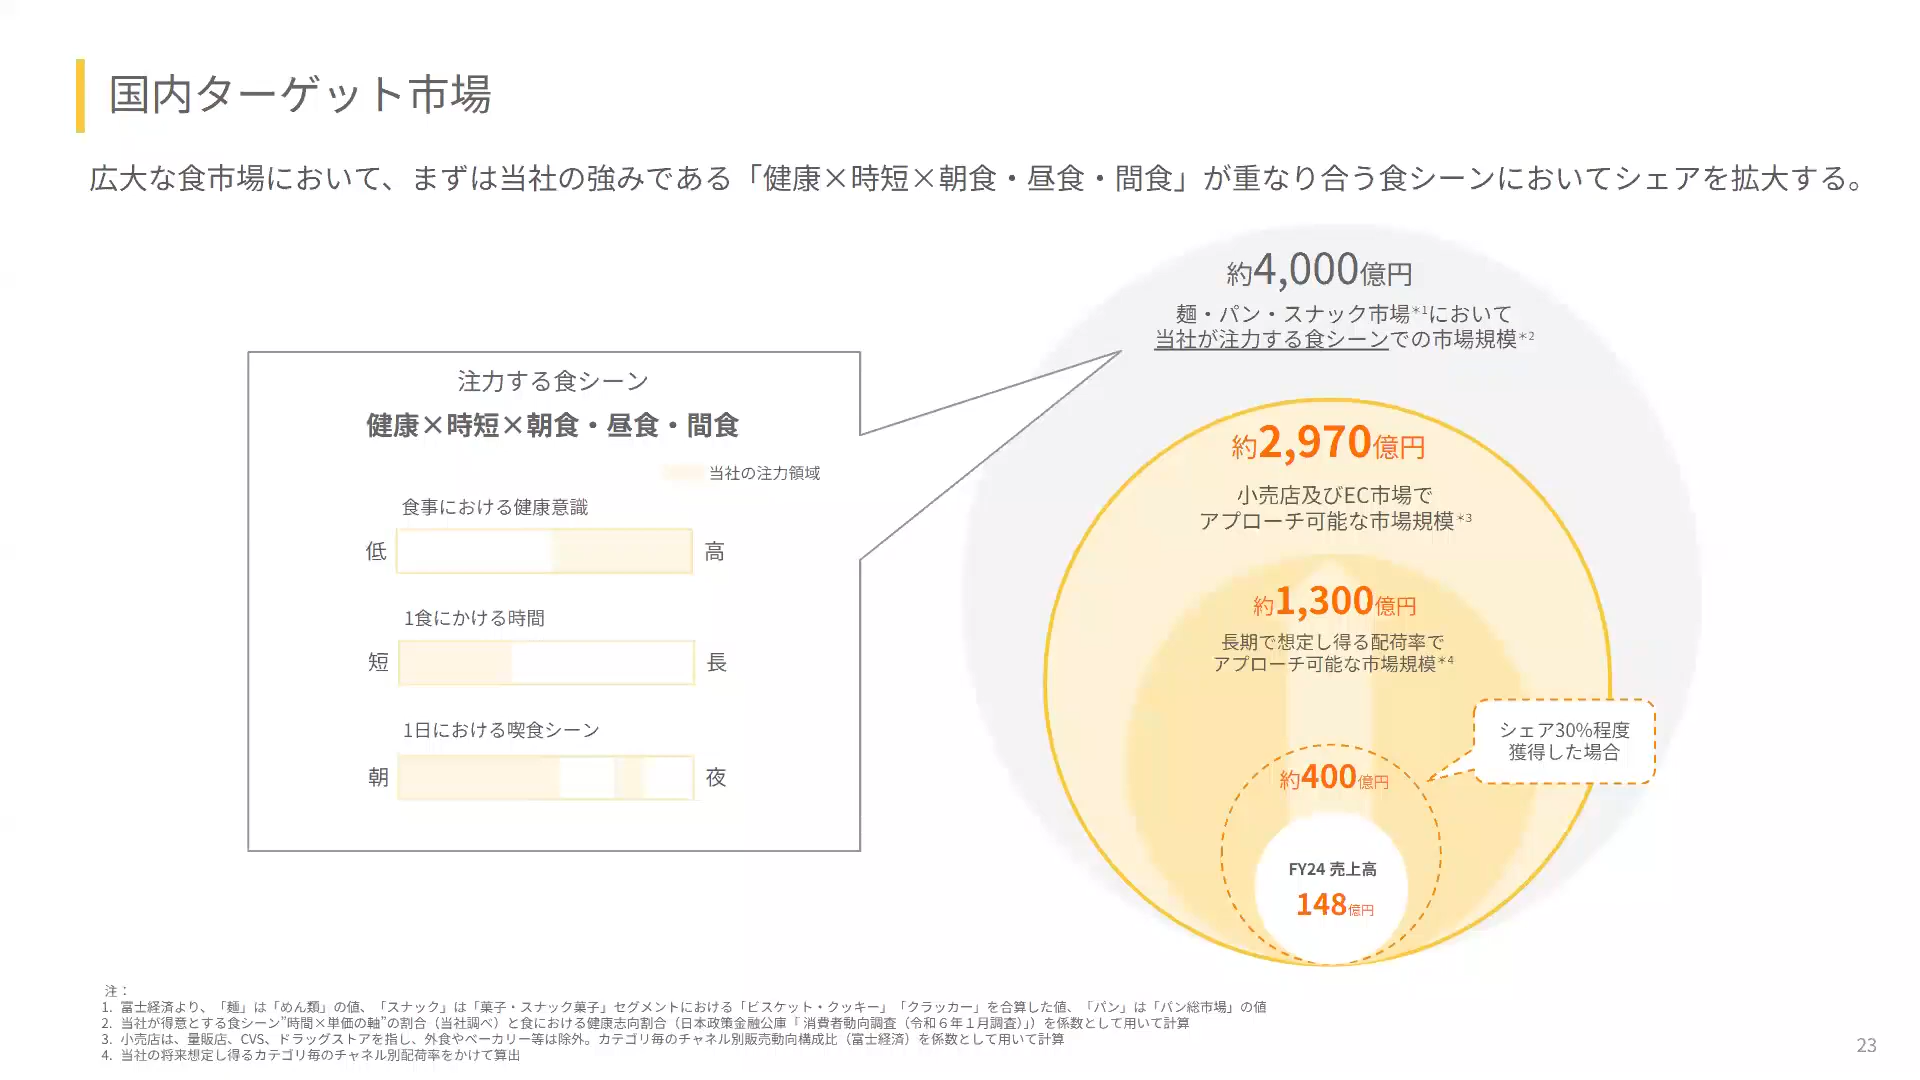 国内ターゲット市場
広大な食市場において、まずは当社の強みである「健康×時短×朝食・昼食・間食」が重なり合う食シーンにおいてシェアを拡大する。
注力する食シーン
健康×時短×朝食・昼食・間食
当社の注力領域
食事における健康意識
低 高
1食にかける時間
短 長
1日における喫食シーン
朝 夜
約4,000億円
麺・パン・スナック市場*1において
当社が注力する食シーンでの市場規模*2
約2,970億円
小売店及びEC市場で
アプローチ可能な市場規模*3
約1,300億円
長期で想定し得る配荷率で
アプローチ可能な市場規模*4
シェア30%程度
獲得した場合
約400億円
FY24 売上高
148億円
注：
1. 富士経済より、「麺」は「めん類」の値、「スナック」は「菓子・スナック菓子」セグメントにおける「ビスケット・クッキー」「クラッカー」を合算した値、「パン」は「パン総市場」の値
2. 当社が得意とする食シーン”時間×単価の軸”の割合（当社調べ）と食における健康志向割合（日本政策金融公庫「 消費者動向調査（令和６年１月調査）」）を係数として用いて計算
3. 小売店は、量販店、CVS、ドラッグストアを指し、外食やベーカリー等は除外。カテゴリ毎のチャネル別販売動向構成比（富士経済）を係数として用いて計算
4. 当社の将来想定し得るカテゴリ毎のチャネル別配荷率をかけて算出
23